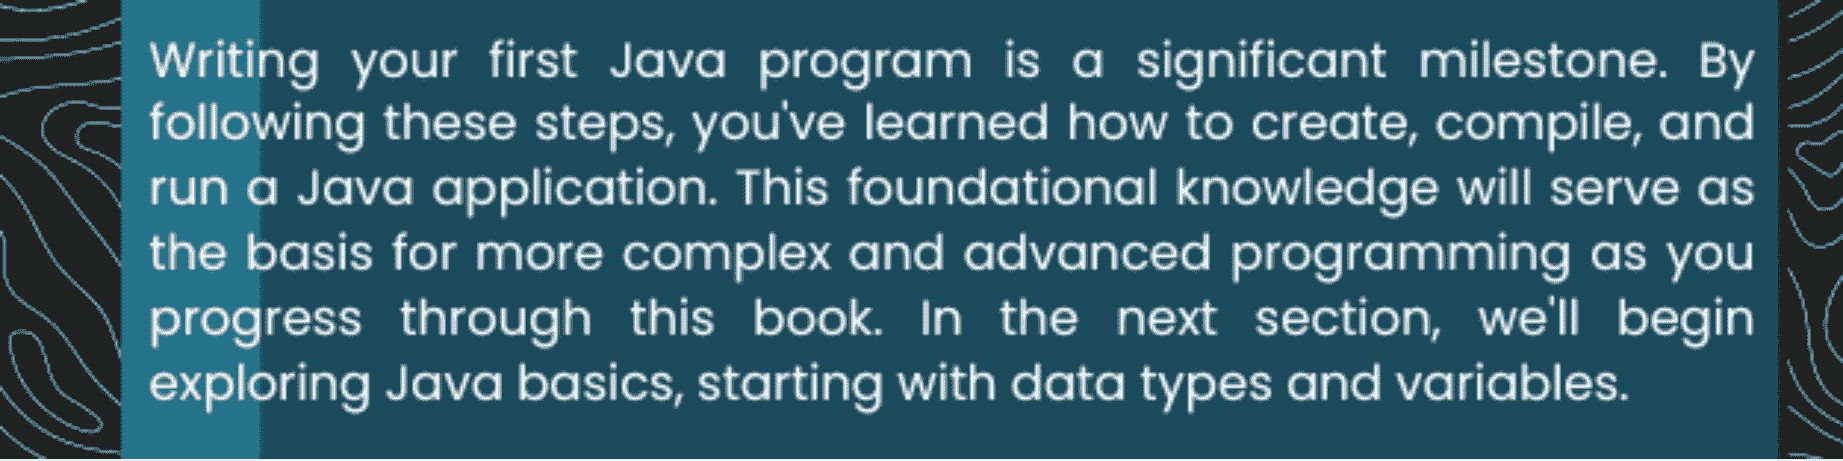 Writing your first Java program is a significant milestone. By
following these steps, you've learned how to create, compile, and
run a Java application. This foundational knowledge will serve as
the basis for more complex and advanced programming as you
progress through this book. In the next section, we'll begin
exploring Java basics, starting with data types and variables.